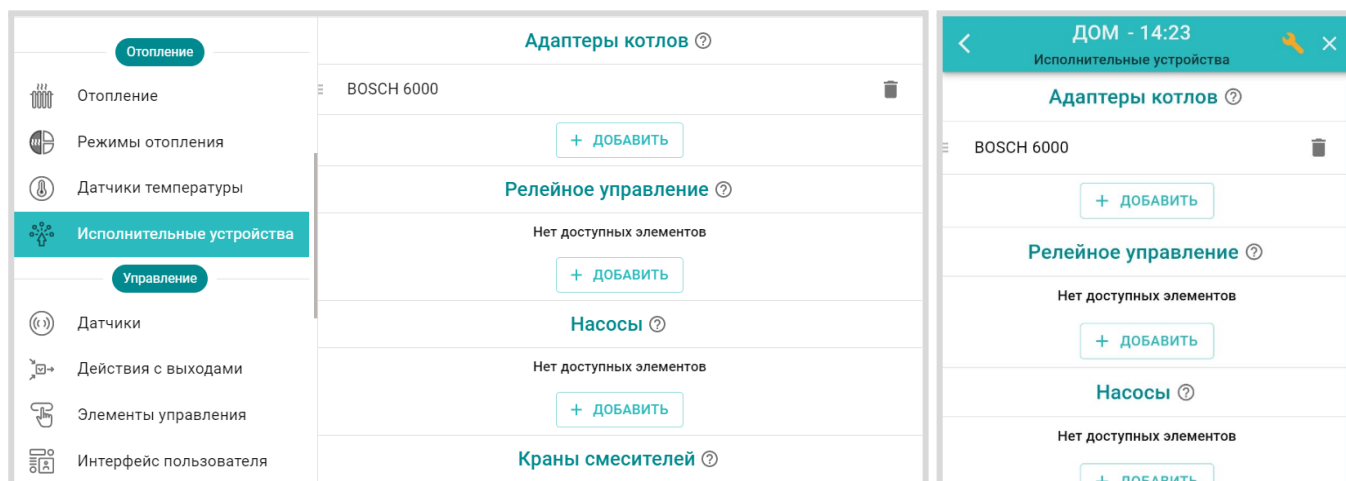 Отопление
Отопление
Режимы отопления
Датчики температуры
Исполнительные устройства
Управление
Датчики
Действия с выходами
Элементы управления
Интерфейс пользователя
Адаптеры котлов ?
BOSCH 6000
+ ДОБАВИТЬ
Релейное управление ?
Нет доступных элементов
+ ДОБАВИТЬ
Насосы ?
Нет доступных элементов
+ ДОБАВИТЬ
Краны смесителей ?
ДОМ - 14:23
Исполнительные устройства
Адаптеры котлов ?
BOSCH 6000
+ ДОБАВИТЬ
Релейное управление ?
Нет доступных элементов
+ ДОБАВИТЬ
Насосы ?
Нет доступных элементов
+ ДОБАВИТЬ